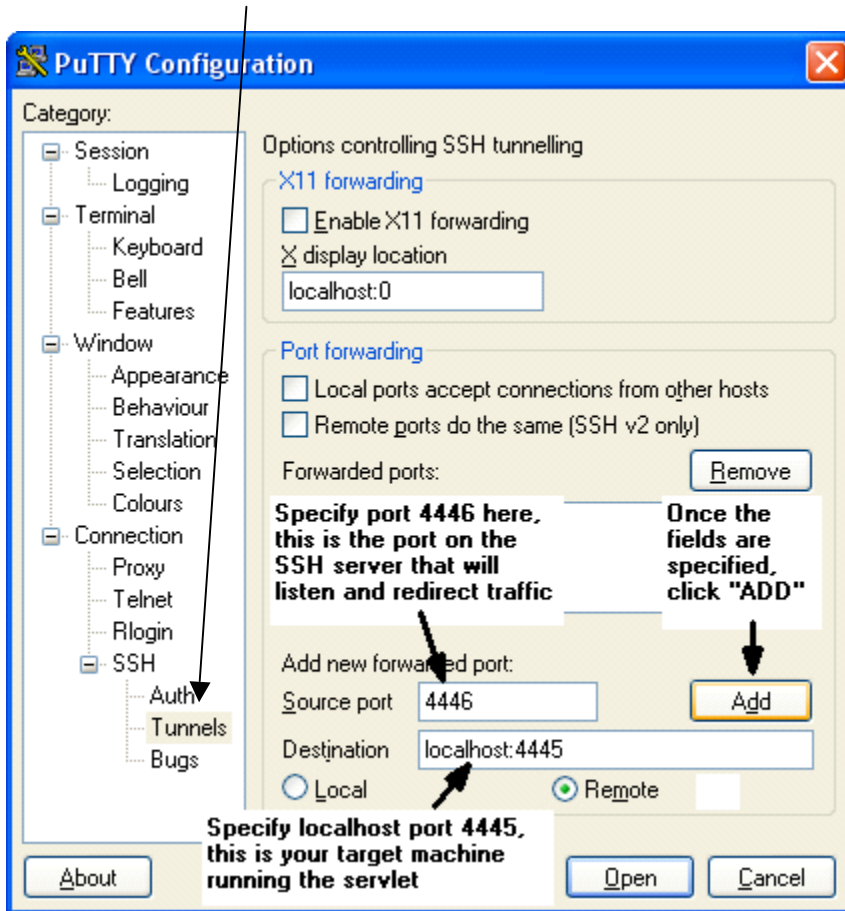 PuTTY Configuration
Category:
Session
Logging
Terminal
Keyboard
Bell
Features
Window
Appearance
Behaviour
Translation
Selection
Colours
Connection
Proxy
Telnet
Rlogin
SSH
Auth
Tunnels
Bugs
Options controlling SSH tunnelling
X11 forwarding
Enable X11 forwarding
X display location
localhost:0
Port forwarding
Local ports accept connections from other hosts
Remote ports do the same (SSH v2 only)
Forwarded ports:
Remove
Specify port 4446 here,
this is the port on the
SSH server that will
listen and redirect traffic
Once the
fields are
specified,
click "ADD"
Add new forwarded port:
Source port
4446
Add
Destination
localhost:4445
Local
Remote
Specify localhost port 4445,
this is your target machine
running the servlet
About
Open
Cancel